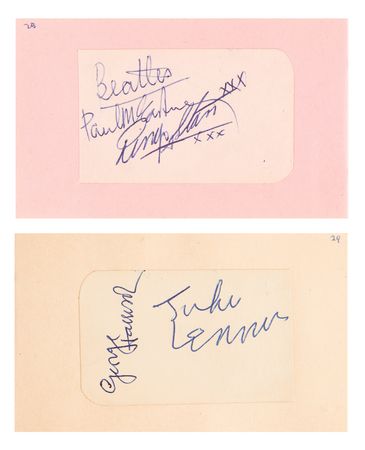 28
Beatles
Paul McCartney
xxx
Ringo Starr
xxx
29
George Harrison
John
Lennon